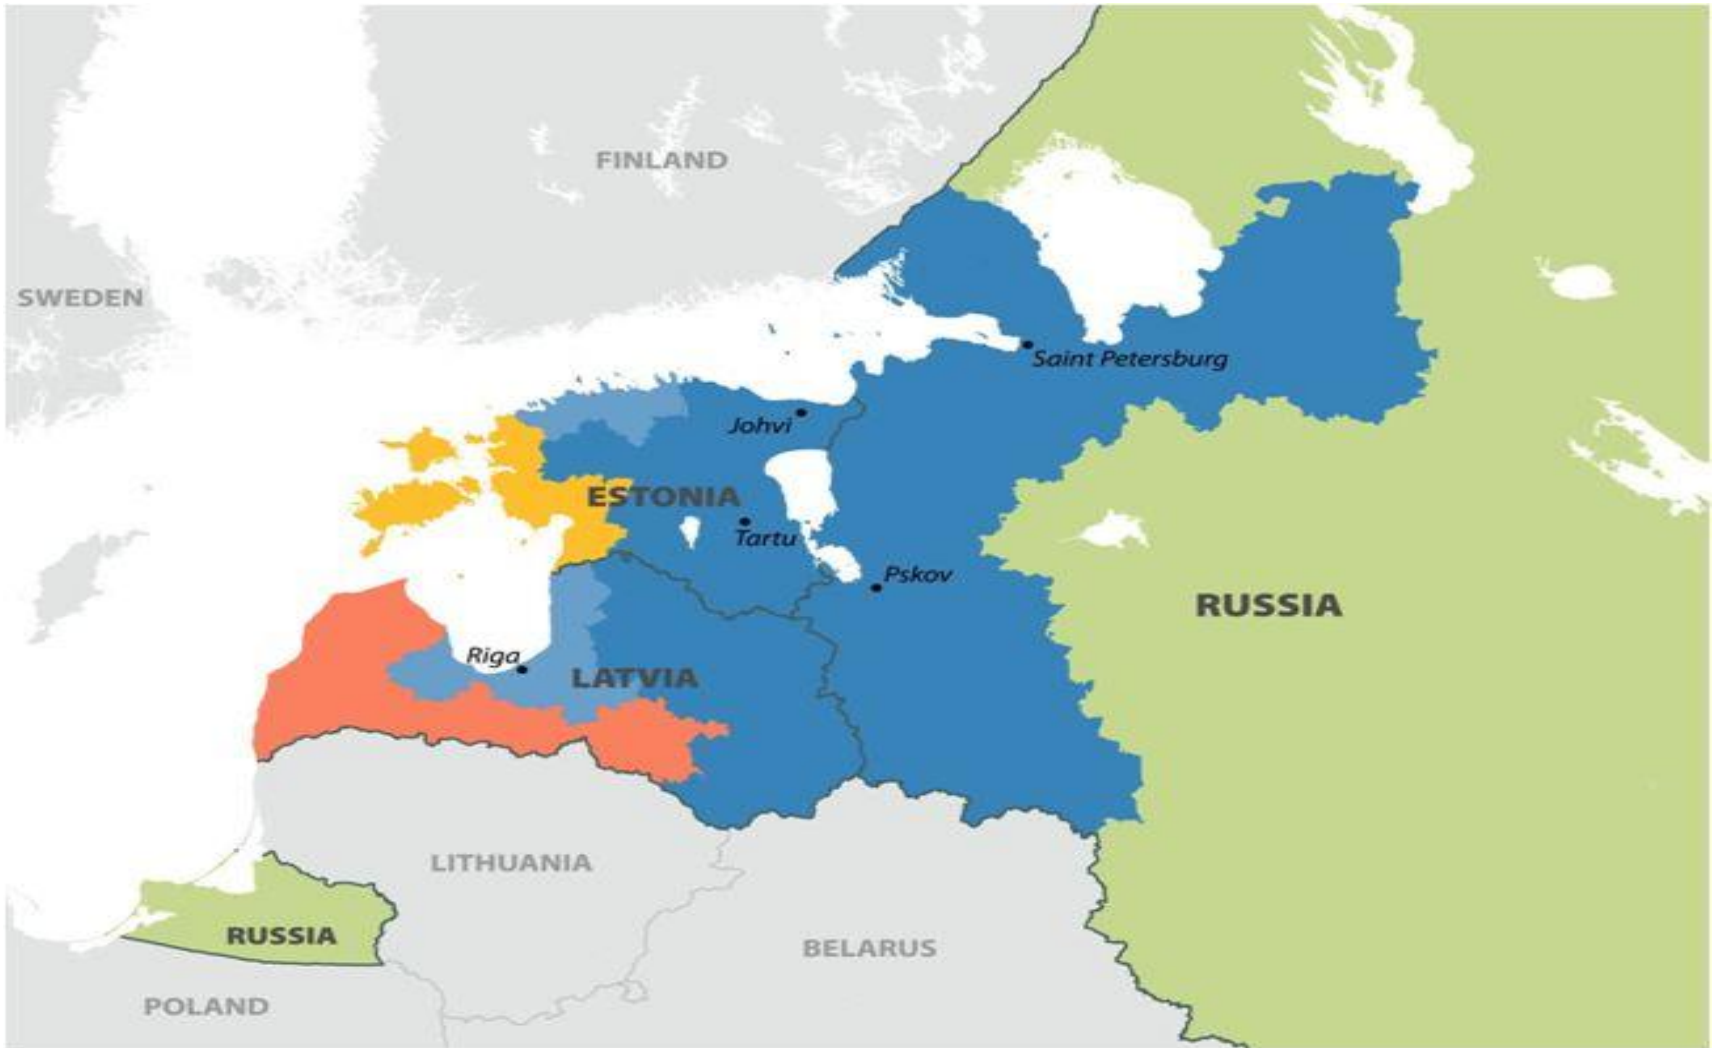 FINLAND
SWEDEN
Saint Petersburg
Johvi
ESTONIA
Tartu
Pskov
RUSSIA
Riga
LATVIA
LITHUANIA
RUSSIA
BELARUS
POLAND